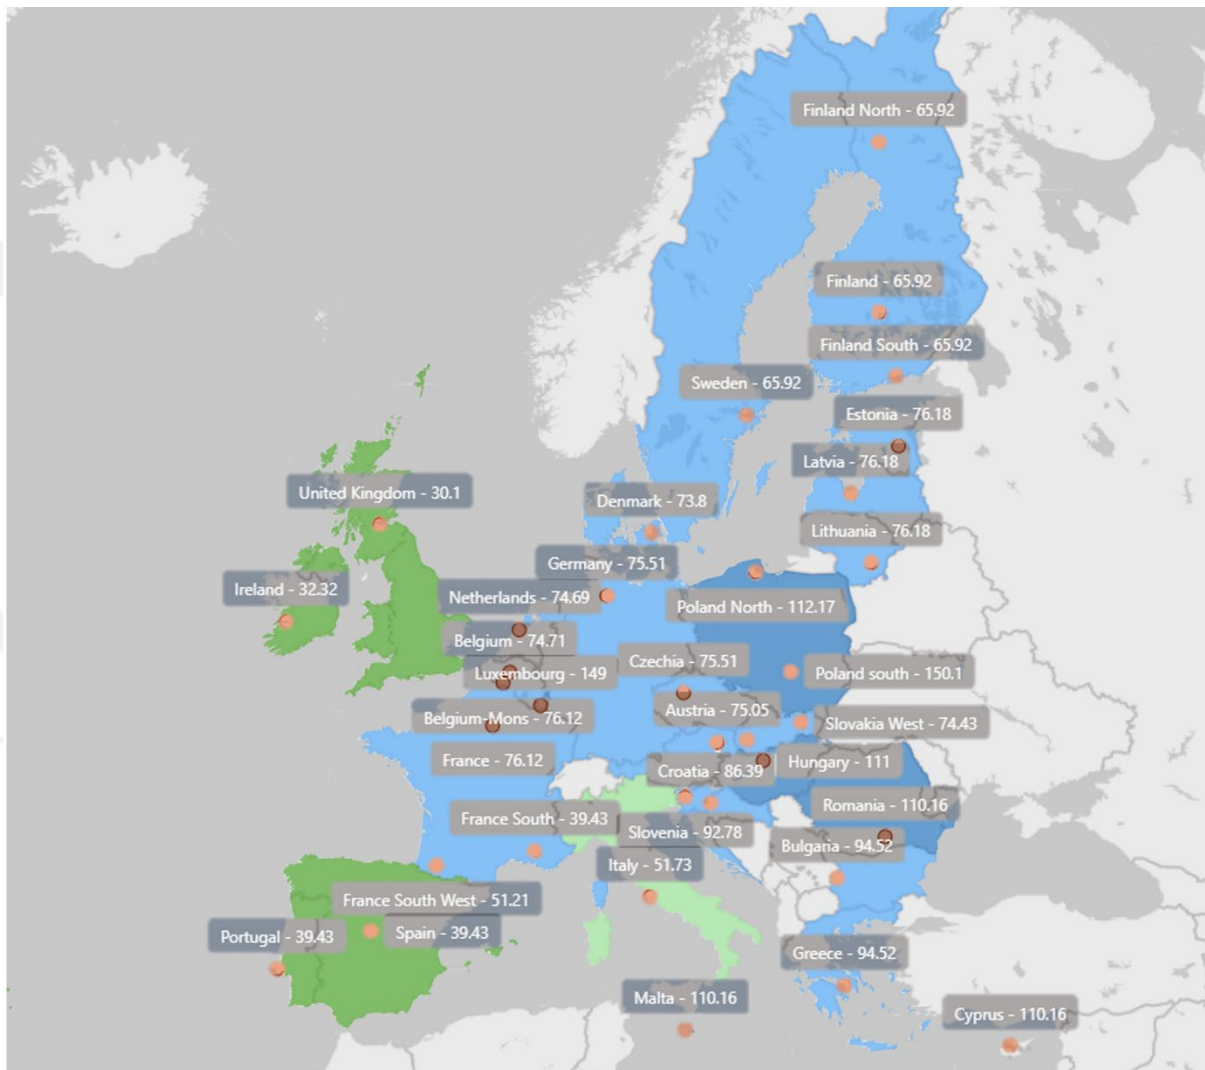 Finland North - 65.92
Finland - 65.92
Finland South - 65.92
Sweden - 65.92
Estonia - 76.18
Latvia - 76.18
United Kingdom - 30.1
Denmark - 73.8
Lithuania - 76.18
Germany - 75.51
Ireland - 32.32
Netherlands - 74.69
Poland North - 112.17
Belgium - 74.71
Czechia - 75.51
Luxembourg - 149
Poland south - 150.1
Austria - 75.05
Belgium-Mons - 76.12
Slovakia West - 74.43
France - 76.12
Croatia - 86.39
Hungary - 111
Romania - 110.16
France South - 39.43
Slovenia - 92.78
Bulgaria - 94.52
Italy - 51.73
France South West - 51.21
Portugal - 39.43
Spain - 39.43
Greece - 94.52
Malta - 110.16
Cyprus - 110.16